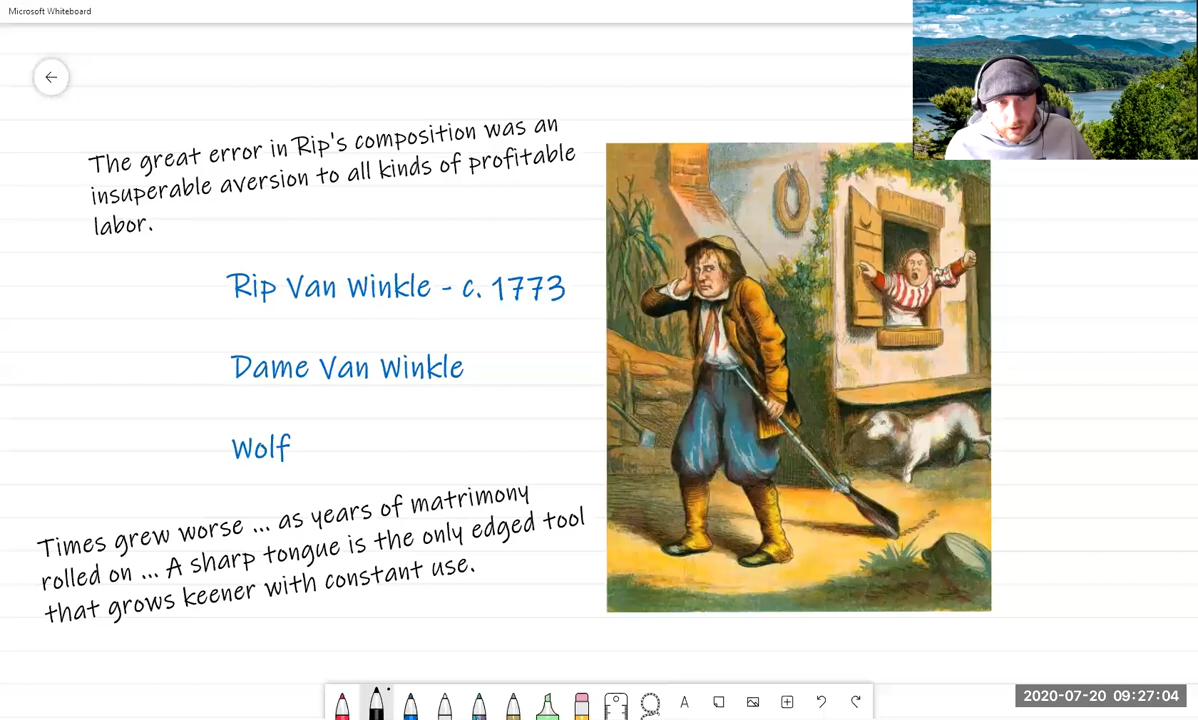 Microsoft Whiteboard
The great error in Rip's composition was an
insuperable aversion to all kinds of profitable
labor.
Rip Van Winkle - c. 1773
Dame Van Winkle
Wolf
Times grew worse ... as years of matrimony
rolled on ... A sharp tongue is the only edged tool
that grows keener with constant use.
A
2020-07-20 09:27:04